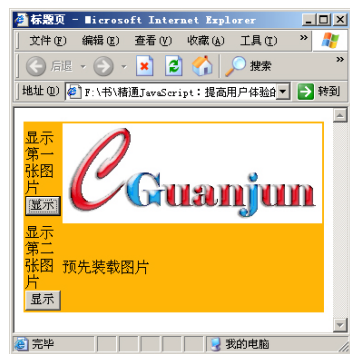 标题页 - Microsoft Internet Explorer
文件(F) 编辑(E) 查看(V) 收藏(A) 工具(T) »
后退 搜索 »
地址(D) F:\书\精通JavaScript：提高用户体验的 转到
显示
第一
张图
片
显示
CGuanjun
显示
第二
张图
片
预先装载图片
显示
完毕 我的电脑